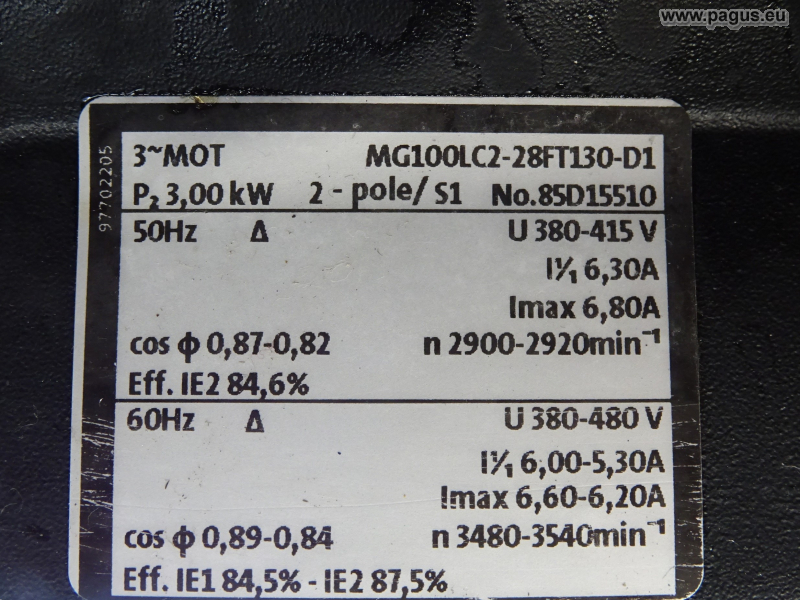 www.pagus.eu
97702205
3~MOT MG100LC2-28FT130-D1
P₂ 3,00 kW 2 - pole/ S1 No.85D15510
50Hz Δ U 380-415 V
I¹⁄₁ 6,30A
Imax 6,80A
cos ϕ 0,87-0,82 n 2900-2920min⁻¹
Eff. IE2 84,6%
60Hz Δ U 380-480 V
I¹⁄₁ 6,00-5,30A
Imax 6,60-6,20A
cos ϕ 0,89-0,84 n 3480-3540min⁻¹
Eff. IE1 84,5% - IE2 87,5%